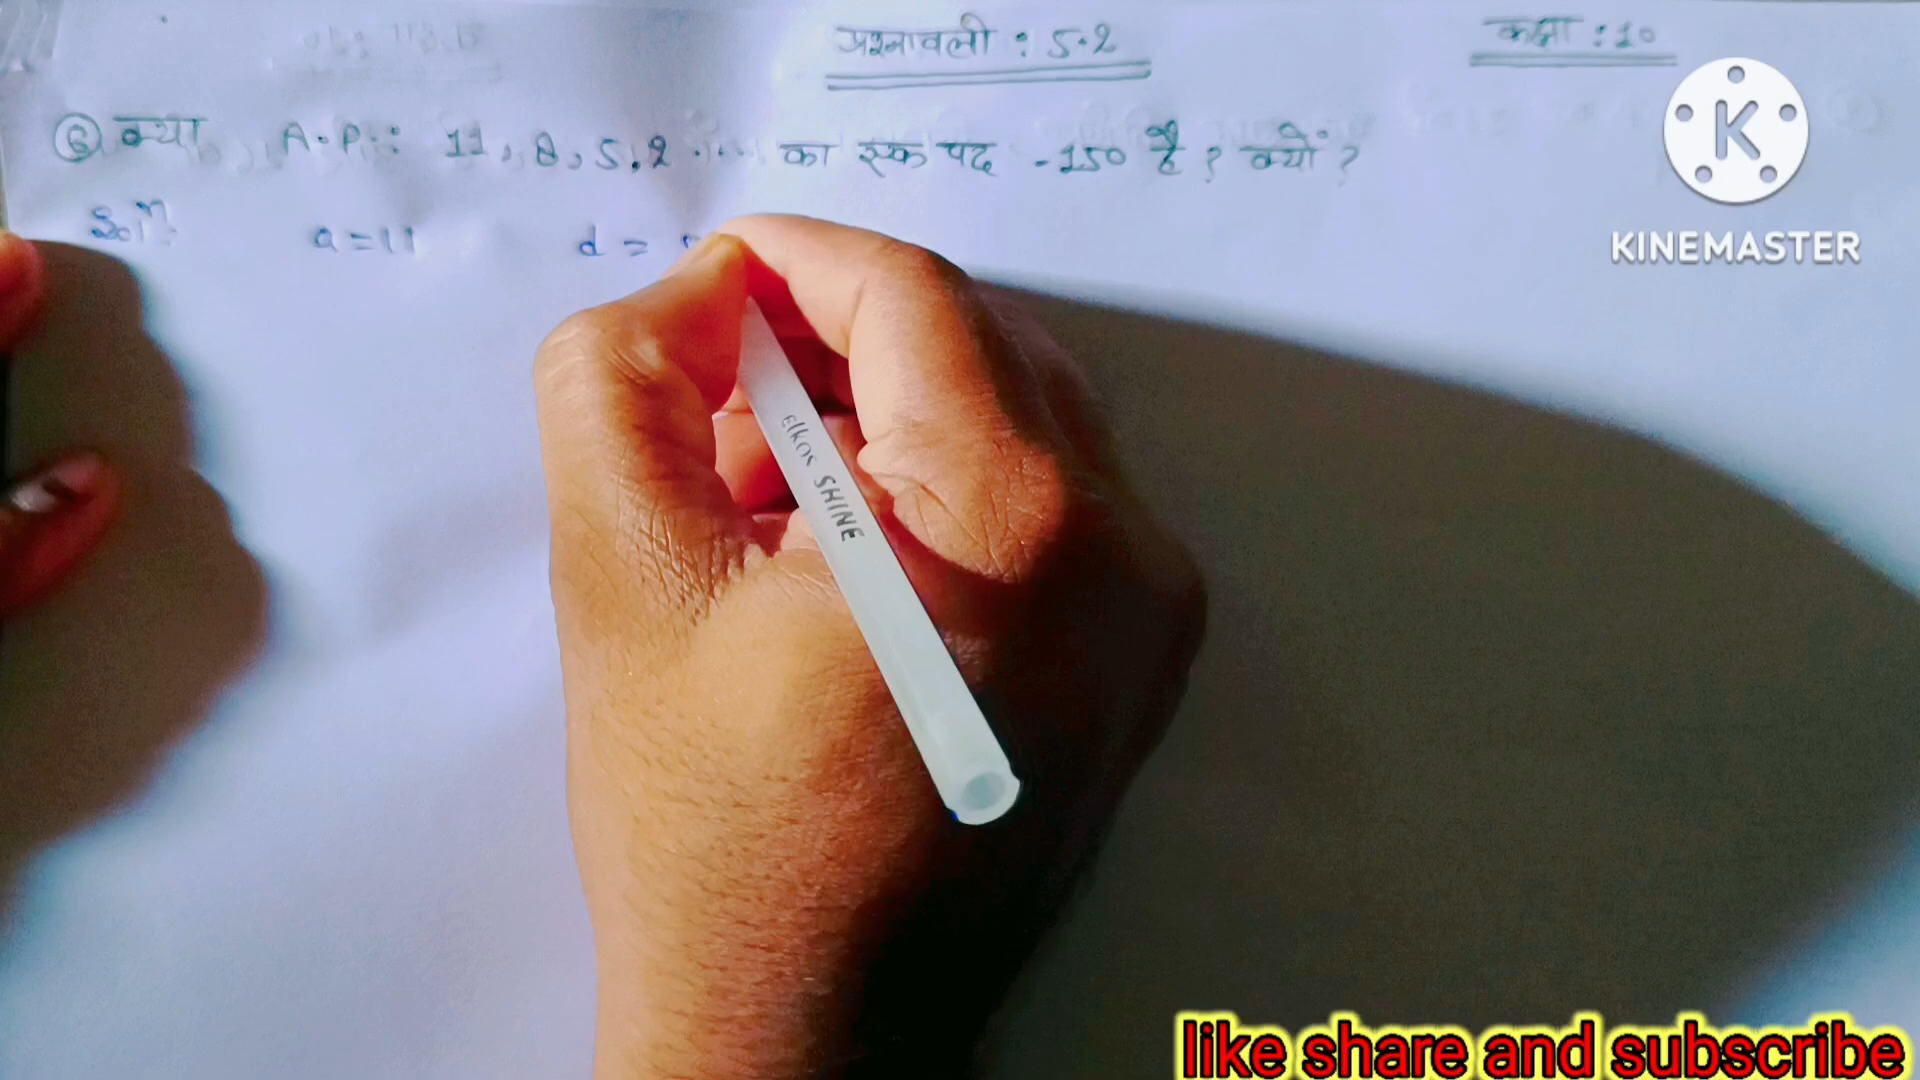 प्रश्नावली : 5.2
कक्षा : 10
⑥ क्या A.P.: 11, 8, 5, 2 .... का एक पद -150 है ? क्यों ?
Solⁿ: a = 11 d =
K
KINEMASTER
Elkos SHINE
like share and subscribe